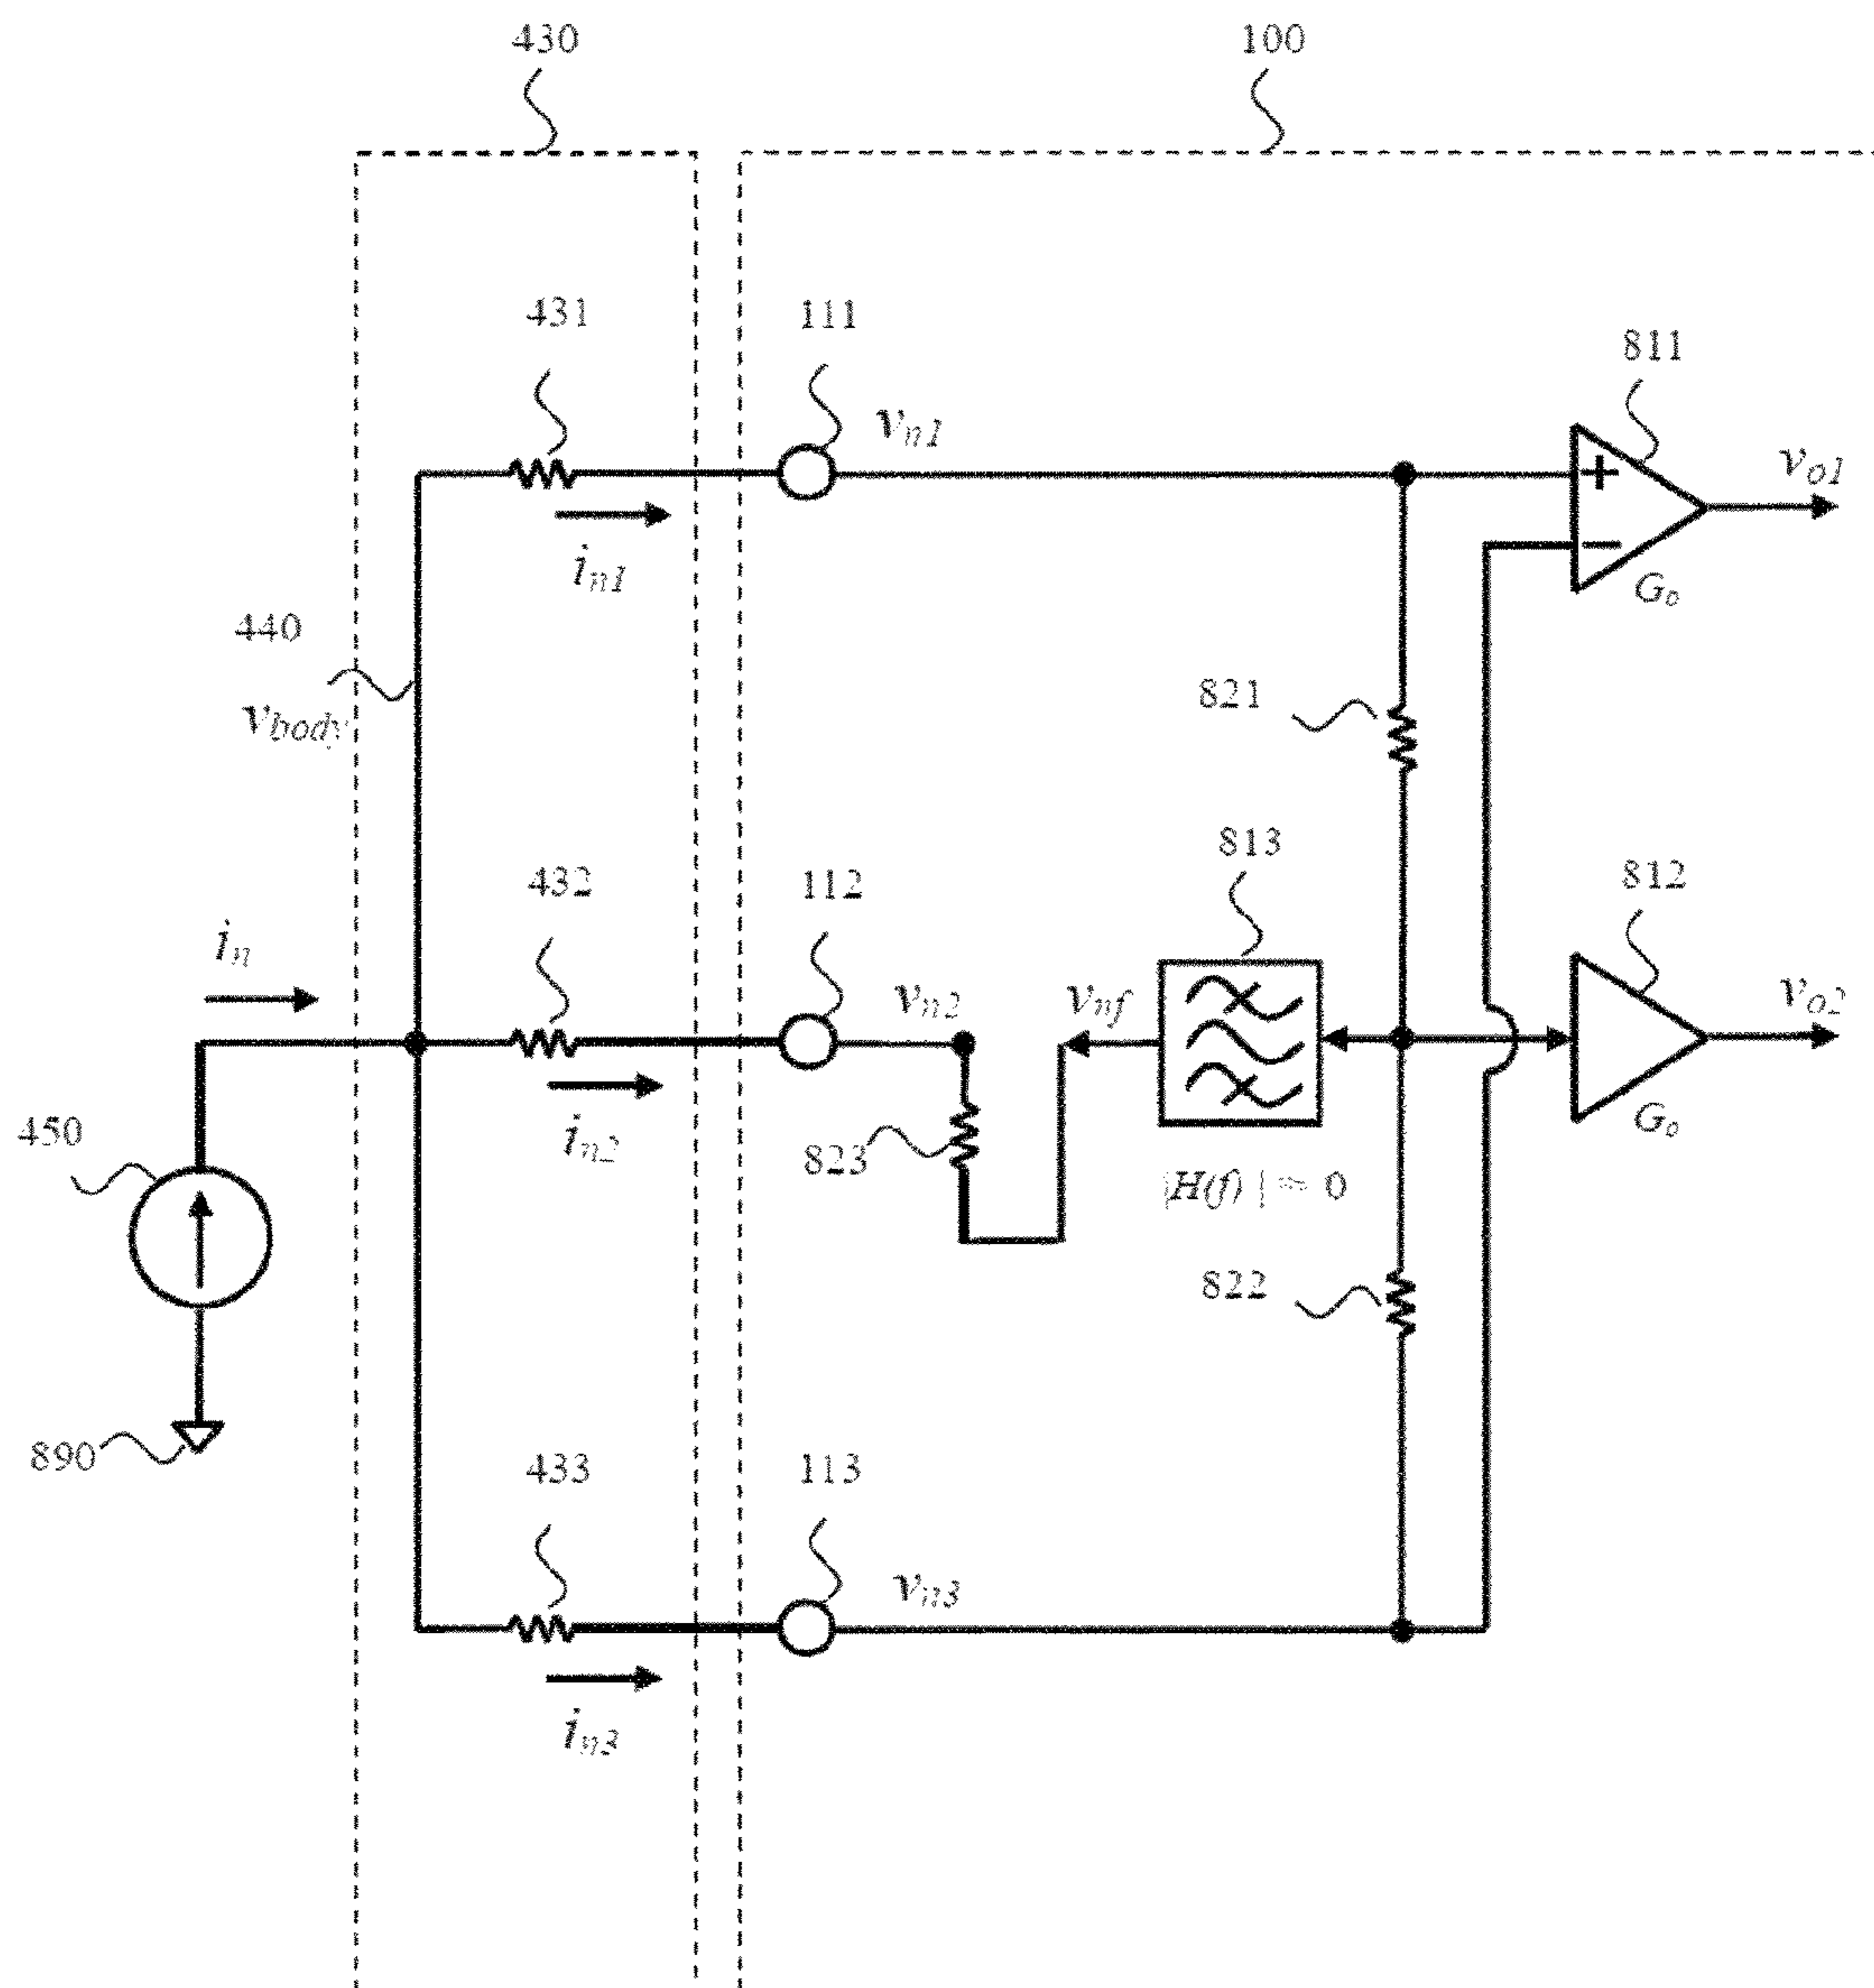 430
100
431
111
811
v_n1
v_o1
+
−
i_n1
G_o
440
821
v_body
813
432
112
812
i_n
v_n2
v_nf
v_o2
450
i_n2
823
G_o
|H(f)| ≈ 0
822
890
433
113
v_n3
i_n3